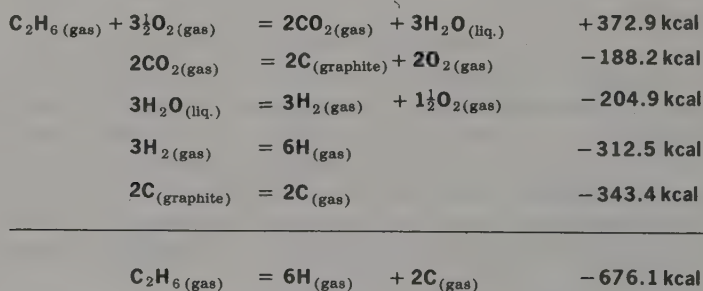 C₂H₆ (gas) + 3½O₂(gas) = 2CO₂(gas) + 3H₂O(liq.) +372.9 kcal
2CO₂(gas) = 2C(graphite) + 2O₂(gas) −188.2 kcal
3H₂O(liq.) = 3H₂(gas) + 1½O₂(gas) −204.9 kcal
3H₂(gas) = 6H(gas) −312.5 kcal
2C(graphite) = 2C(gas) −343.4 kcal
C₂H₆ (gas) = 6H(gas) + 2C(gas) −676.1 kcal